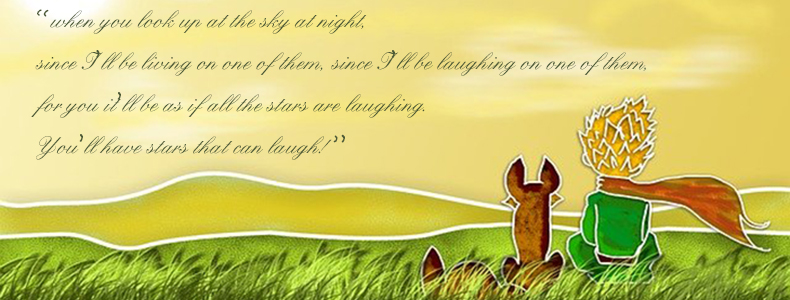 “when you look up at the sky at night,
since I'll be living on one of them, since I'll be laughing on one of them,
for you it'll be as if all the stars are laughing.
You'll have stars that can laugh!”